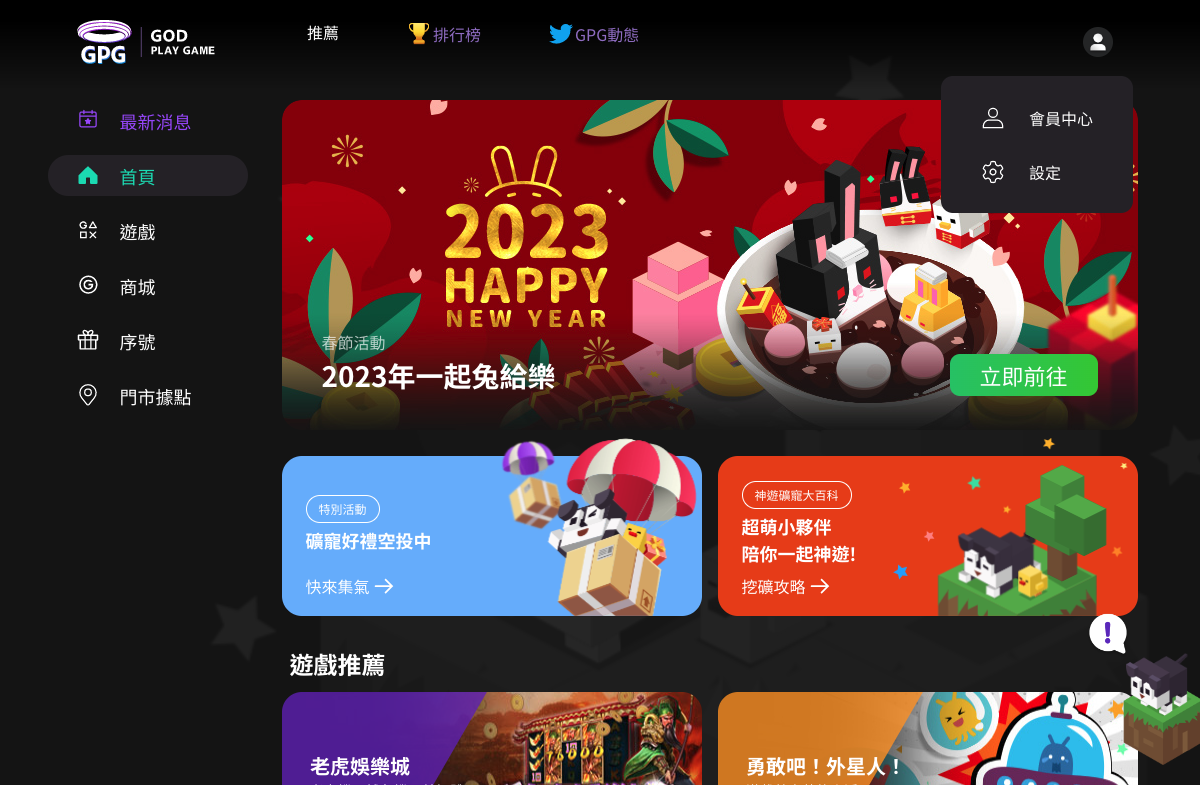 GPG
GOD
PLAY GAME
推薦
排行榜
GPG動態
會員中心
設定
最新消息
首頁
遊戲
商城
序號
門市據點
2023
HAPPY
NEW YEAR
春節活動
2023年一起兔給樂
立即前往
特別活動
礦寵好禮空投中
快來集氣
神遊礦寵大百科
超萌小夥伴
陪你一起神遊!
挖礦攻略
遊戲推薦
老虎娛樂城
勇敢吧！外星人！